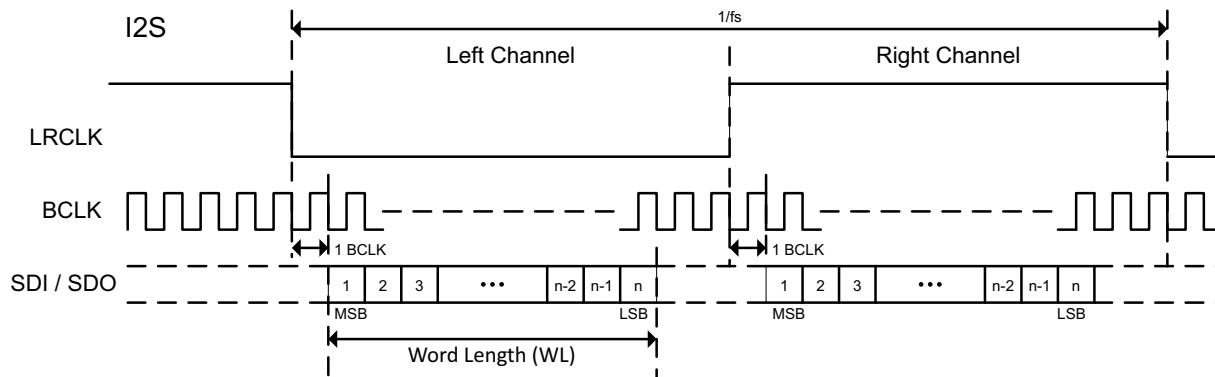 I2S
1/fs
Left Channel Right Channel
LRCLK
BCLK
1 BCLK 1 BCLK
SDI / SDO 1 2 3 ••• n-2 n-1 n 1 2 3 ••• n-2 n-1 n
MSB LSB MSB LSB
Word Length (WL)